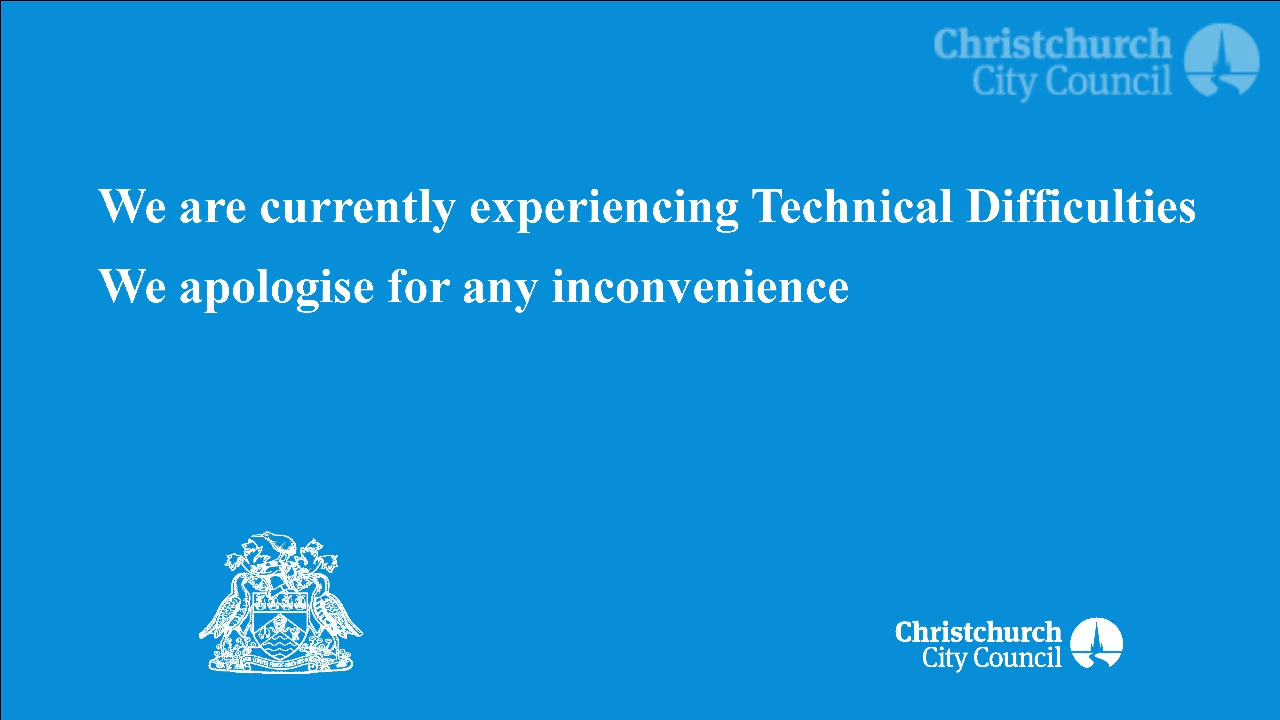 Christchurch
City Council
We are currently experiencing Technical Difficulties
We apologise for any inconvenience
Christchurch
City Council